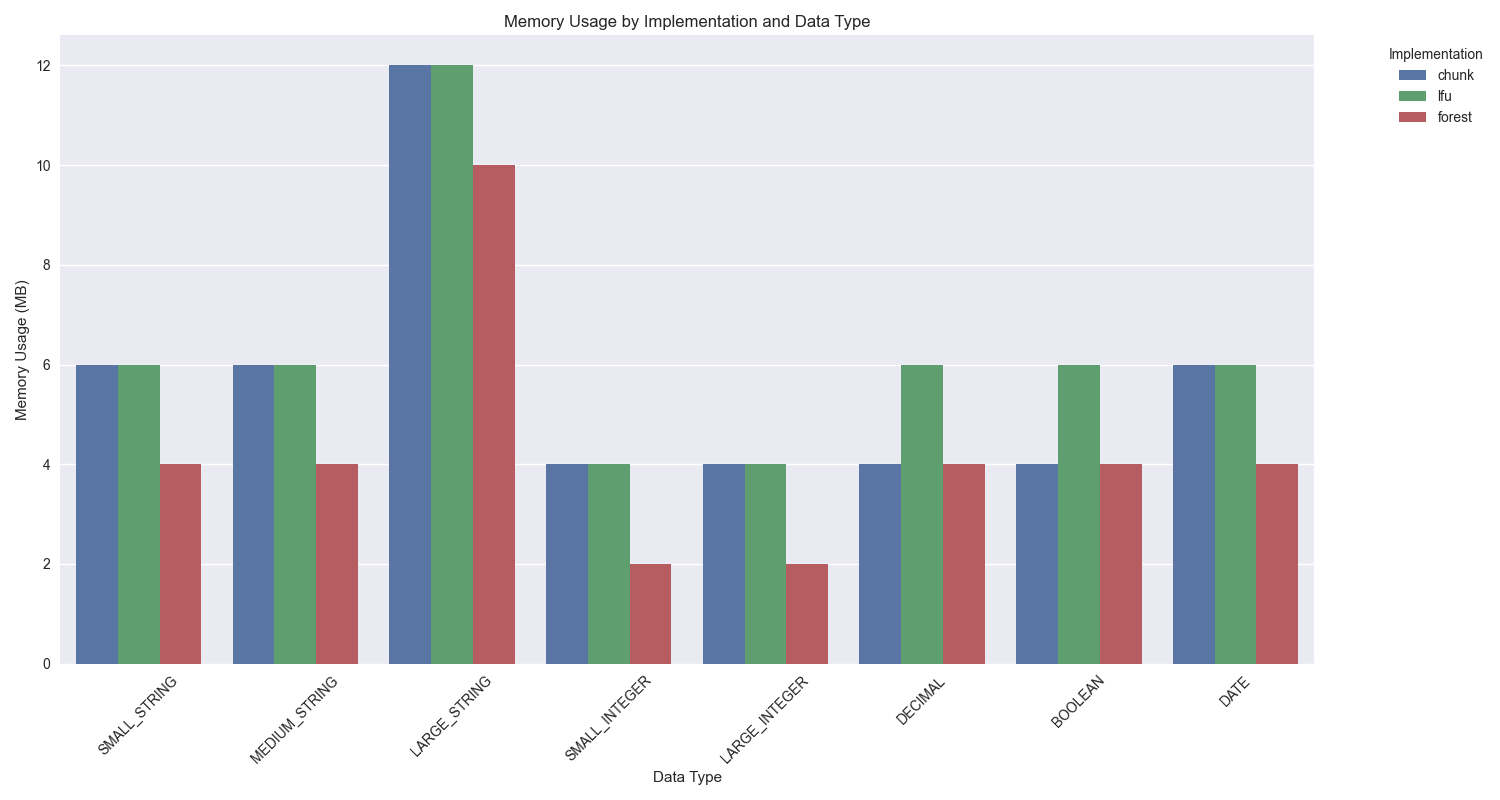 Memory Usage by Implementation and Data Type
Implementation
chunk
lfu
forest
Memory Usage (MB)
12
10
8
6
4
2
0
SMALL_STRING
MEDIUM_STRING
LARGE_STRING
SMALL_INTEGER
LARGE_INTEGER
DECIMAL
BOOLEAN
DATE
Data Type